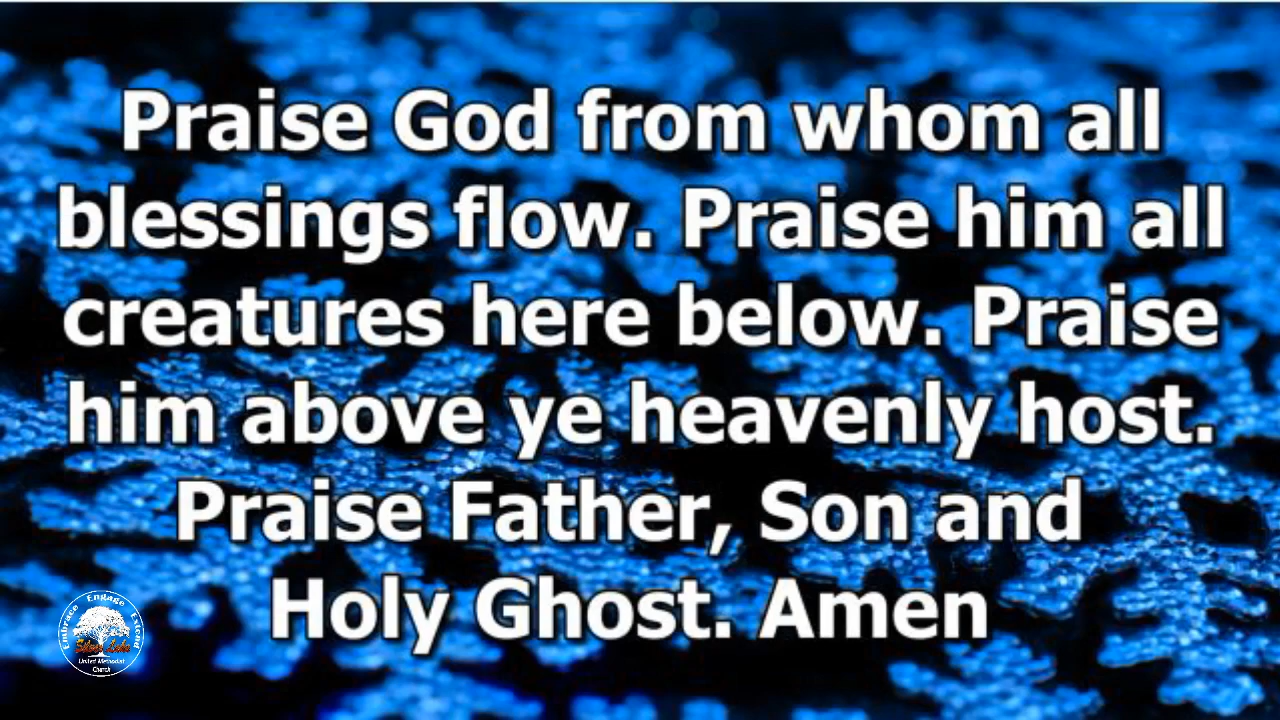 Praise God from whom all
blessings flow. Praise him all
creatures here below. Praise
him above ye heavenly host.
Praise Father, Son and
Holy Ghost. Amen
Embrace Engage Extend
United Methodist
Church